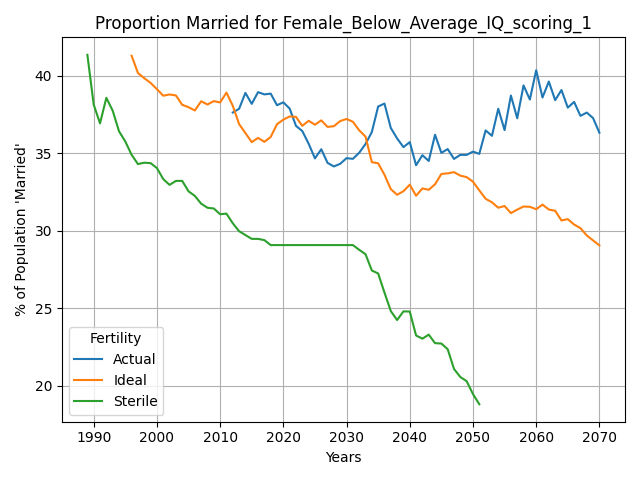 Proportion Married for Female_Below_Average_IQ_scoring_1
% of Population 'Married'
40
35
30
25
20
Fertility
Actual
Ideal
Sterile
1990 2000 2010 2020 2030 2040 2050 2060 2070
Years